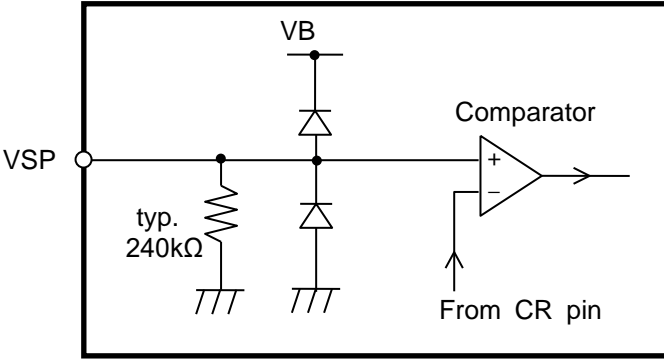 VB
Comparator
VSP
+
−
typ.
240kΩ
From CR pin